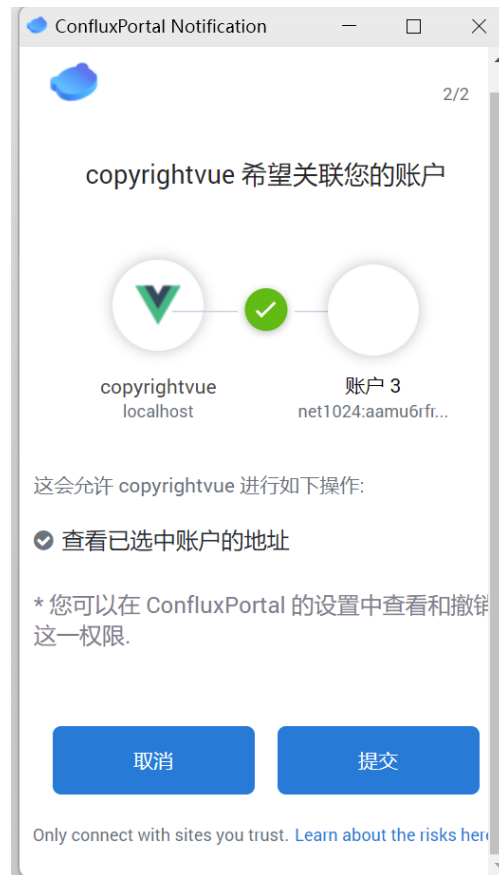 ConfluxPortal Notification
2/2
copyrightvue 希望关联您的账户
copyrightvue
账户 3
localhost
net1024:aamu6rfr...
这会允许 copyrightvue 进行如下操作:
查看已选中账户的地址
* 您可以在 ConfluxPortal 的设置中查看和撤销
这一权限.
取消
提交
Only connect with sites you trust. Learn about the risks here